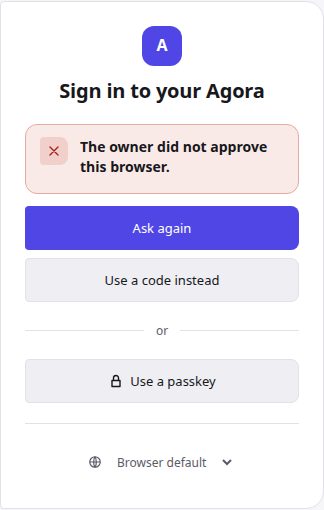 A
Sign in to your Agora
The owner did not approve
this browser.
Ask again
Use a code instead
or
Use a passkey
Browser default